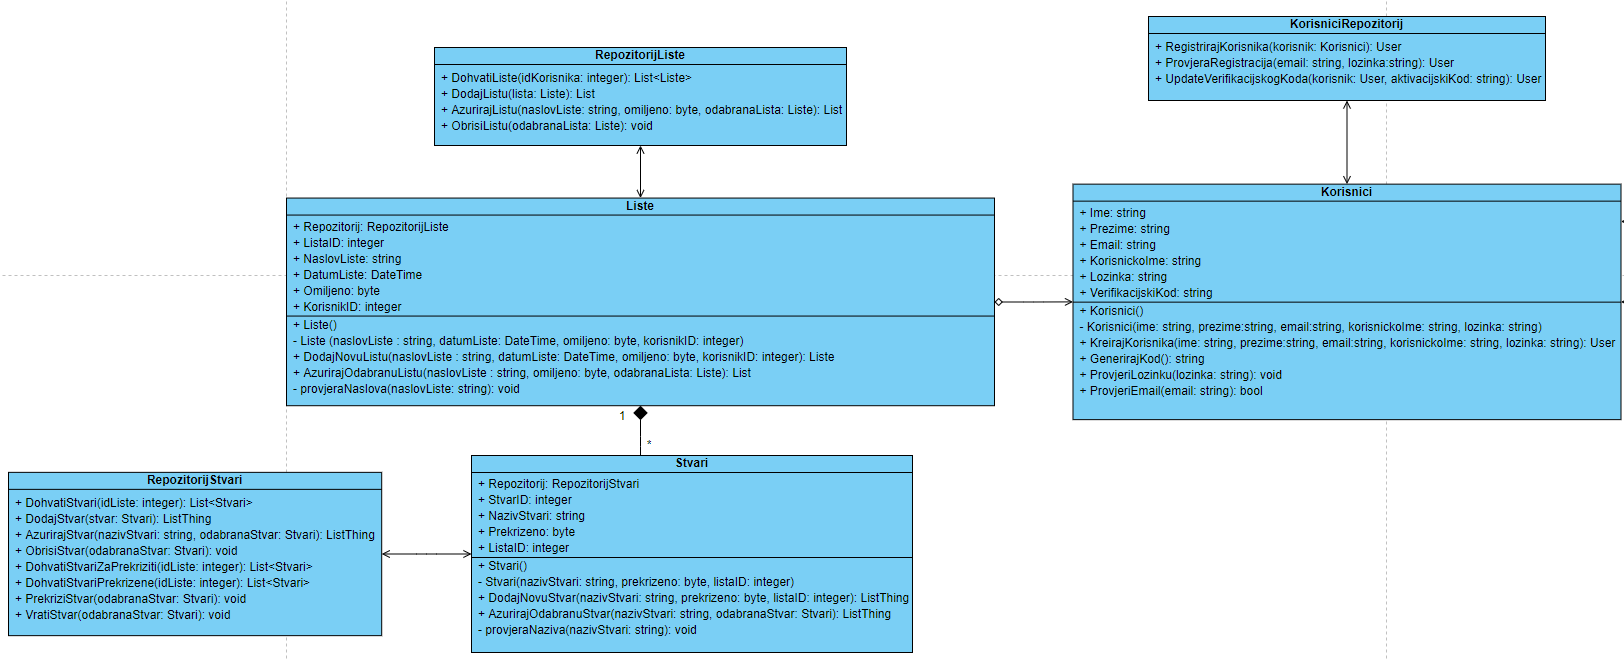 KorisniciRepozitorij
+ RegistrirajKorisnika(korisnik: Korisnici): User
+ ProvjeraRegistracija(email: string, lozinka:string): User
+ UpdateVerifikacijskogKoda(korisnik: User, aktivacijskiKod: string): User
RepozitorijListe
+ DohvatiListe(idKorisnika: integer): List<Liste>
+ DodajListu(lista: Liste): List
+ AzurirajListu(naslovListe: string, omiljeno: byte, odabranaLista: Liste): List
+ ObrisiListu(odabranaLista: Liste): void
Liste
+ Repozitorij: RepozitorijListe
+ ListaID: integer
+ NaslovListe: string
+ DatumListe: DateTime
+ Omiljeno: byte
+ KorisnikID: integer
+ Liste()
- Liste (naslovListe : string, datumListe: DateTime, omiljeno: byte, korisnikID: integer)
+ DodajNovuListu(naslovListe : string, datumListe: DateTime, omiljeno: byte, korisnikID: integer): Liste
+ AzurirajOdabranuListu(naslovListe : string, omiljeno: byte, odabranaLista: Liste): List
- provjeraNaslova(naslovListe: string): void
Korisnici
+ Ime: string
+ Prezime: string
+ Email: string
+ KorisnickoIme: string
+ Lozinka: string
+ VerifikacijskiKod: string
+ Korisnici()
- Korisnici(ime: string, prezime:string, email:string, korisnickoIme: string, lozinka: string)
+ KreirajKorisnika(ime: string, prezime:string, email:string, korisnickoIme: string, lozinka: string): User
+ GenerirajKod(): string
+ ProvjeriLozinku(lozinka: string): void
+ ProvjeriEmail(email: string): bool
1
*
RepozitorijStvari
+ DohvatiStvari(idListe: integer): List<Stvari>
+ DodajStvar(stvar: Stvari): ListThing
+ AzurirajStvar(nazivStvari: string, odabranaStvar: Stvari): ListThing
+ ObrisiStvar(odabranaStvar: Stvari): void
+ DohvatiStvariZaPrekriziti(idListe: integer): List<Stvari>
+ DohvatiStvariPrekrizene(idListe: integer): List<Stvari>
+ PrekriziStvar(odabranaStvar: Stvari): void
+ VratiStvar(odabranaStvar: Stvari): void
Stvari
+ Repozitorij: RepozitorijStvari
+ StvarID: integer
+ NazivStvari: string
+ Prekrizeno: byte
+ ListaID: integer
+ Stvari()
- Stvari(nazivStvari: string, prekrizeno: byte, listaID: integer)
+ DodajNovuStvar(nazivStvari: string, prekrizeno: byte, listaID: integer): ListThing
+ AzurirajOdabranuStvar(nazivStvari: string, odabranaStvar: Stvari): ListThing
- provjeraNaziva(nazivStvari: string): void